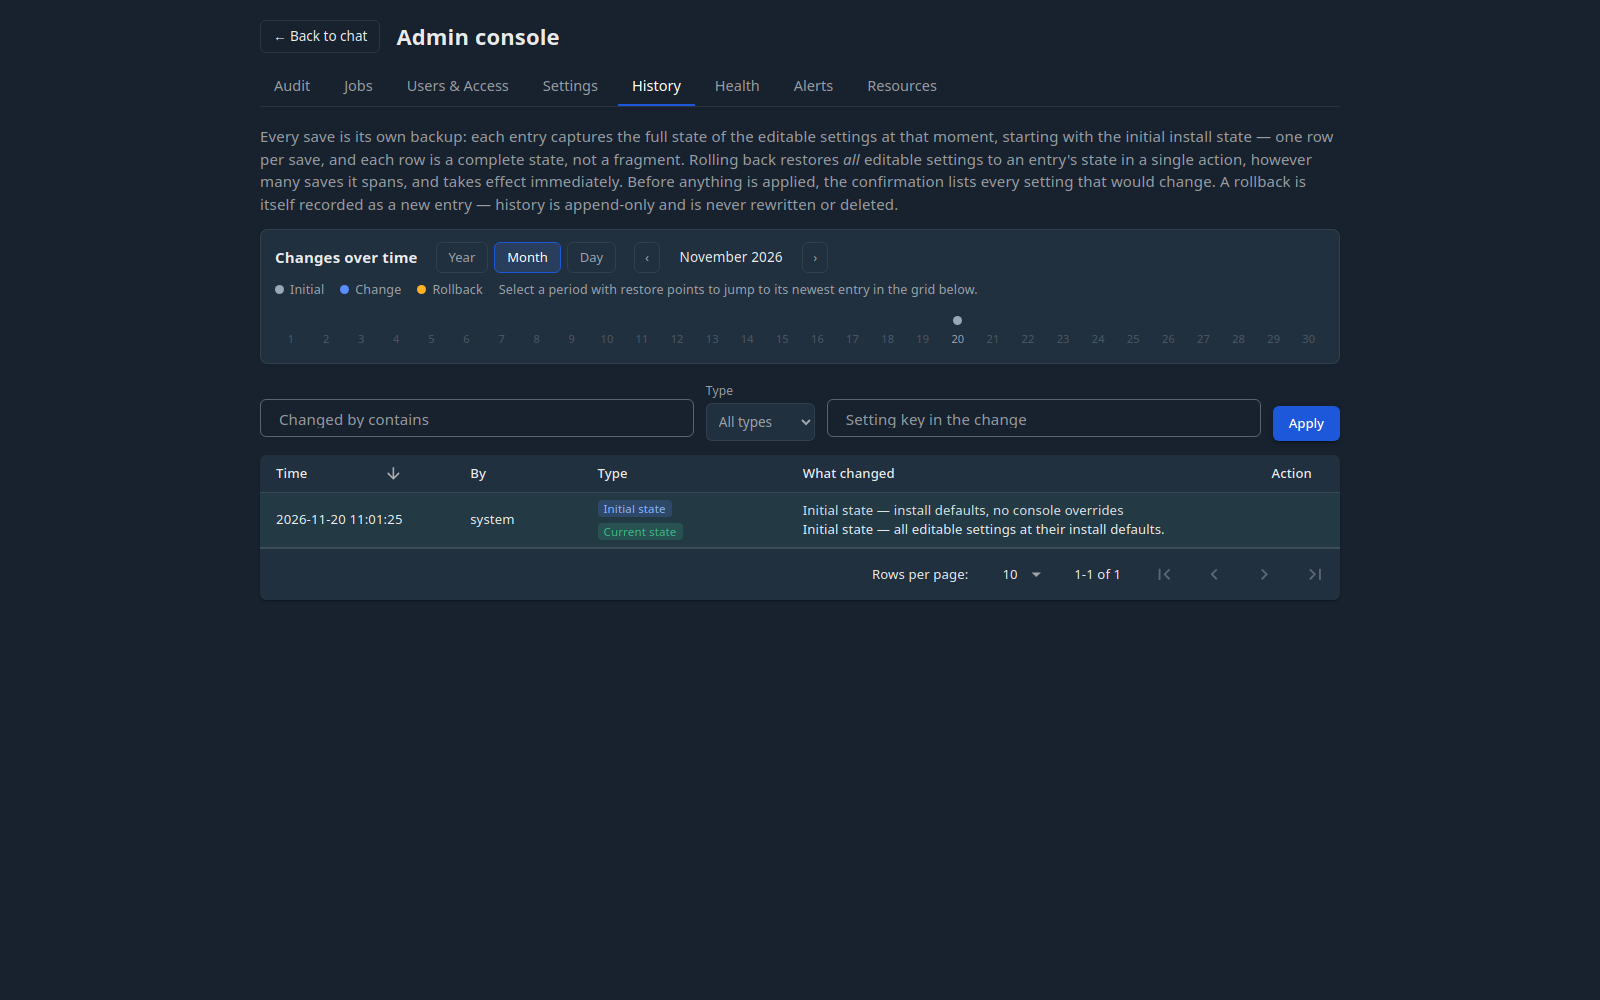 ← Back to chat
Admin console
Audit Jobs Users & Access Settings History Health Alerts Resources
Every save is its own backup: each entry captures the full state of the editable settings at that moment, starting with the initial install state — one row
per save, and each row is a complete state, not a fragment. Rolling back restores all editable settings to an entry's state in a single action, however
many saves it spans, and takes effect immediately. Before anything is applied, the confirmation lists every setting that would change. A rollback is
itself recorded as a new entry — history is append-only and is never rewritten or deleted.
Changes over time Year Month Day ‹ November 2026 ›
Initial Change Rollback Select a period with restore points to jump to its newest entry in the grid below.
1 2 3 4 5 6 7 8 9 10 11 12 13 14 15 16 17 18 19 20 21 22 23 24 25 26 27 28 29 30
Type
Changed by contains All types Setting key in the change Apply
Time By Type What changed Action
2026-11-20 11:01:25 system Initial state Initial state — install defaults, no console overrides
Current state Initial state — all editable settings at their install defaults.
Rows per page: 10 1-1 of 1